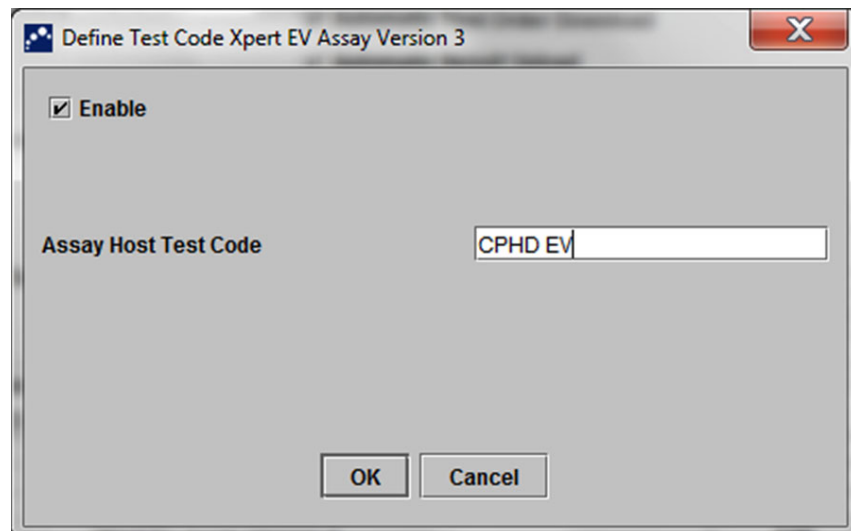 Define Test Code Xpert EV Assay Version 3
Enable
Assay Host Test Code
CPHD EV
OK
Cancel